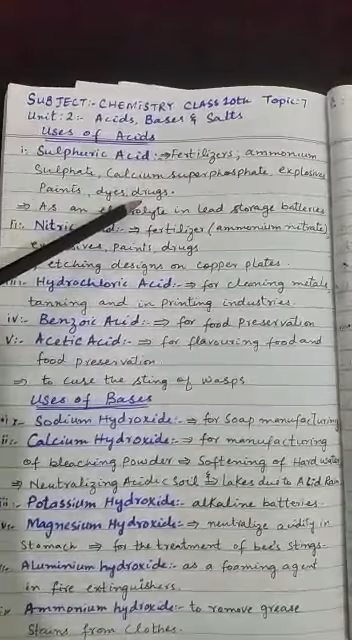 SUBJECT:- CHEMISTRY CLASS 10th Topic:7
Unit:2:- Acids, Bases & Salts
Uses of Acids
i:- Sulphuric Acid:-⇒ Fertilizers, ammonium
Sulphate, Calcium superphosphate, explosives
Paints, dyes, drugs.
⇒ As an electrolyte in lead storage batteries
ii:- Nitric ⇒ fertilizer (ammonium nitrate)
paints, drugs
etching designs on copper plates.
Hydrochloric Acid:-⇒ for cleaning metals,
tanning and in printing industries.
iv:- Benzoic Acid:-⇒ for food preservation
v:- Acetic Acid:-⇒ for flavouring food and
food preservation
⇒ to cure the sting of wasps
Uses of Bases
Sodium Hydroxide:-⇒ for Soap manufacturing
ii:- Calcium Hydroxide:-⇒ for manufacturing
of bleaching Powder ⇒ Softening of Hard water
⇒ Neutralizing Acidic Soil & lakes due to Acid Rain
Potassium Hydroxide:- alkaline batteries.
Magnesium Hydroxide:-⇒ neutralize acidity in
Stomach ⇒ for the treatment of bee's stings.
Aluminium hydroxide:- as a foaming agent
in fire extinguishers.
Ammonium hydroxide:- to remove grease
Stains from Clothes.